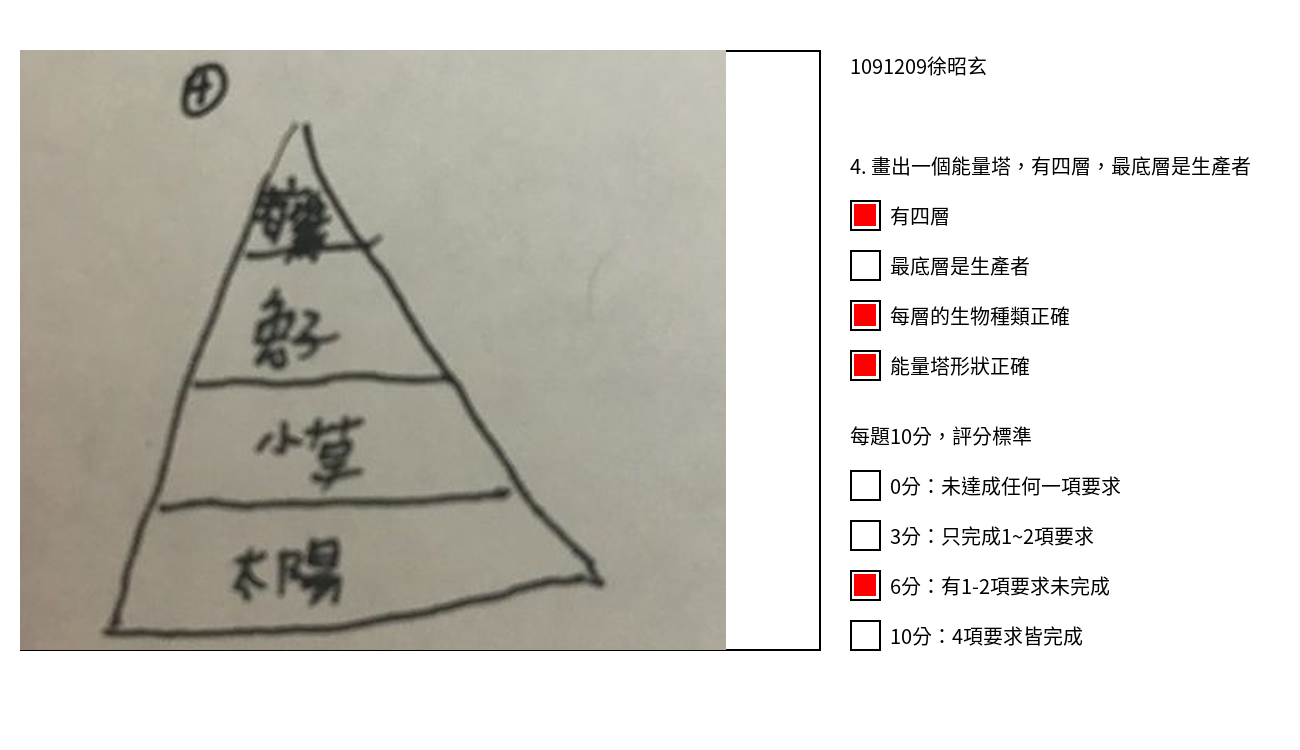 ④
魚子
小草
太陽
1091209徐昭玄
4. 畫出一個能量塔，有四層，最底層是生產者
有四層
最底層是生產者
每層的生物種類正確
能量塔形狀正確
每題10分，評分標準
0分：未達成任何一項要求
3分：只完成1~2項要求
6分：有1-2項要求未完成
10分：4項要求皆完成